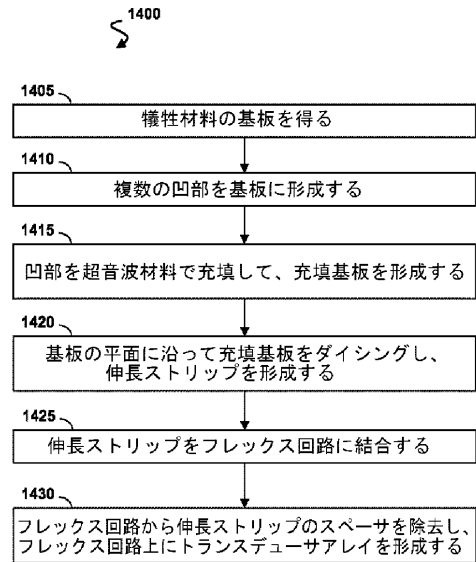 1400
1405
犠牲材料の基板を得る
1410
複数の凹部を基板に形成する
1415
凹部を超音波材料で充填して、充填基板を形成する
1420
基板の平面に沿って充填基板をダイシングし、
伸長ストリップを形成する
1425
伸長ストリップをフレックス回路に結合する
1430
フレックス回路から伸長ストリップのスペーサを除去し、
フレックス回路上にトランスデューサアレイを形成する